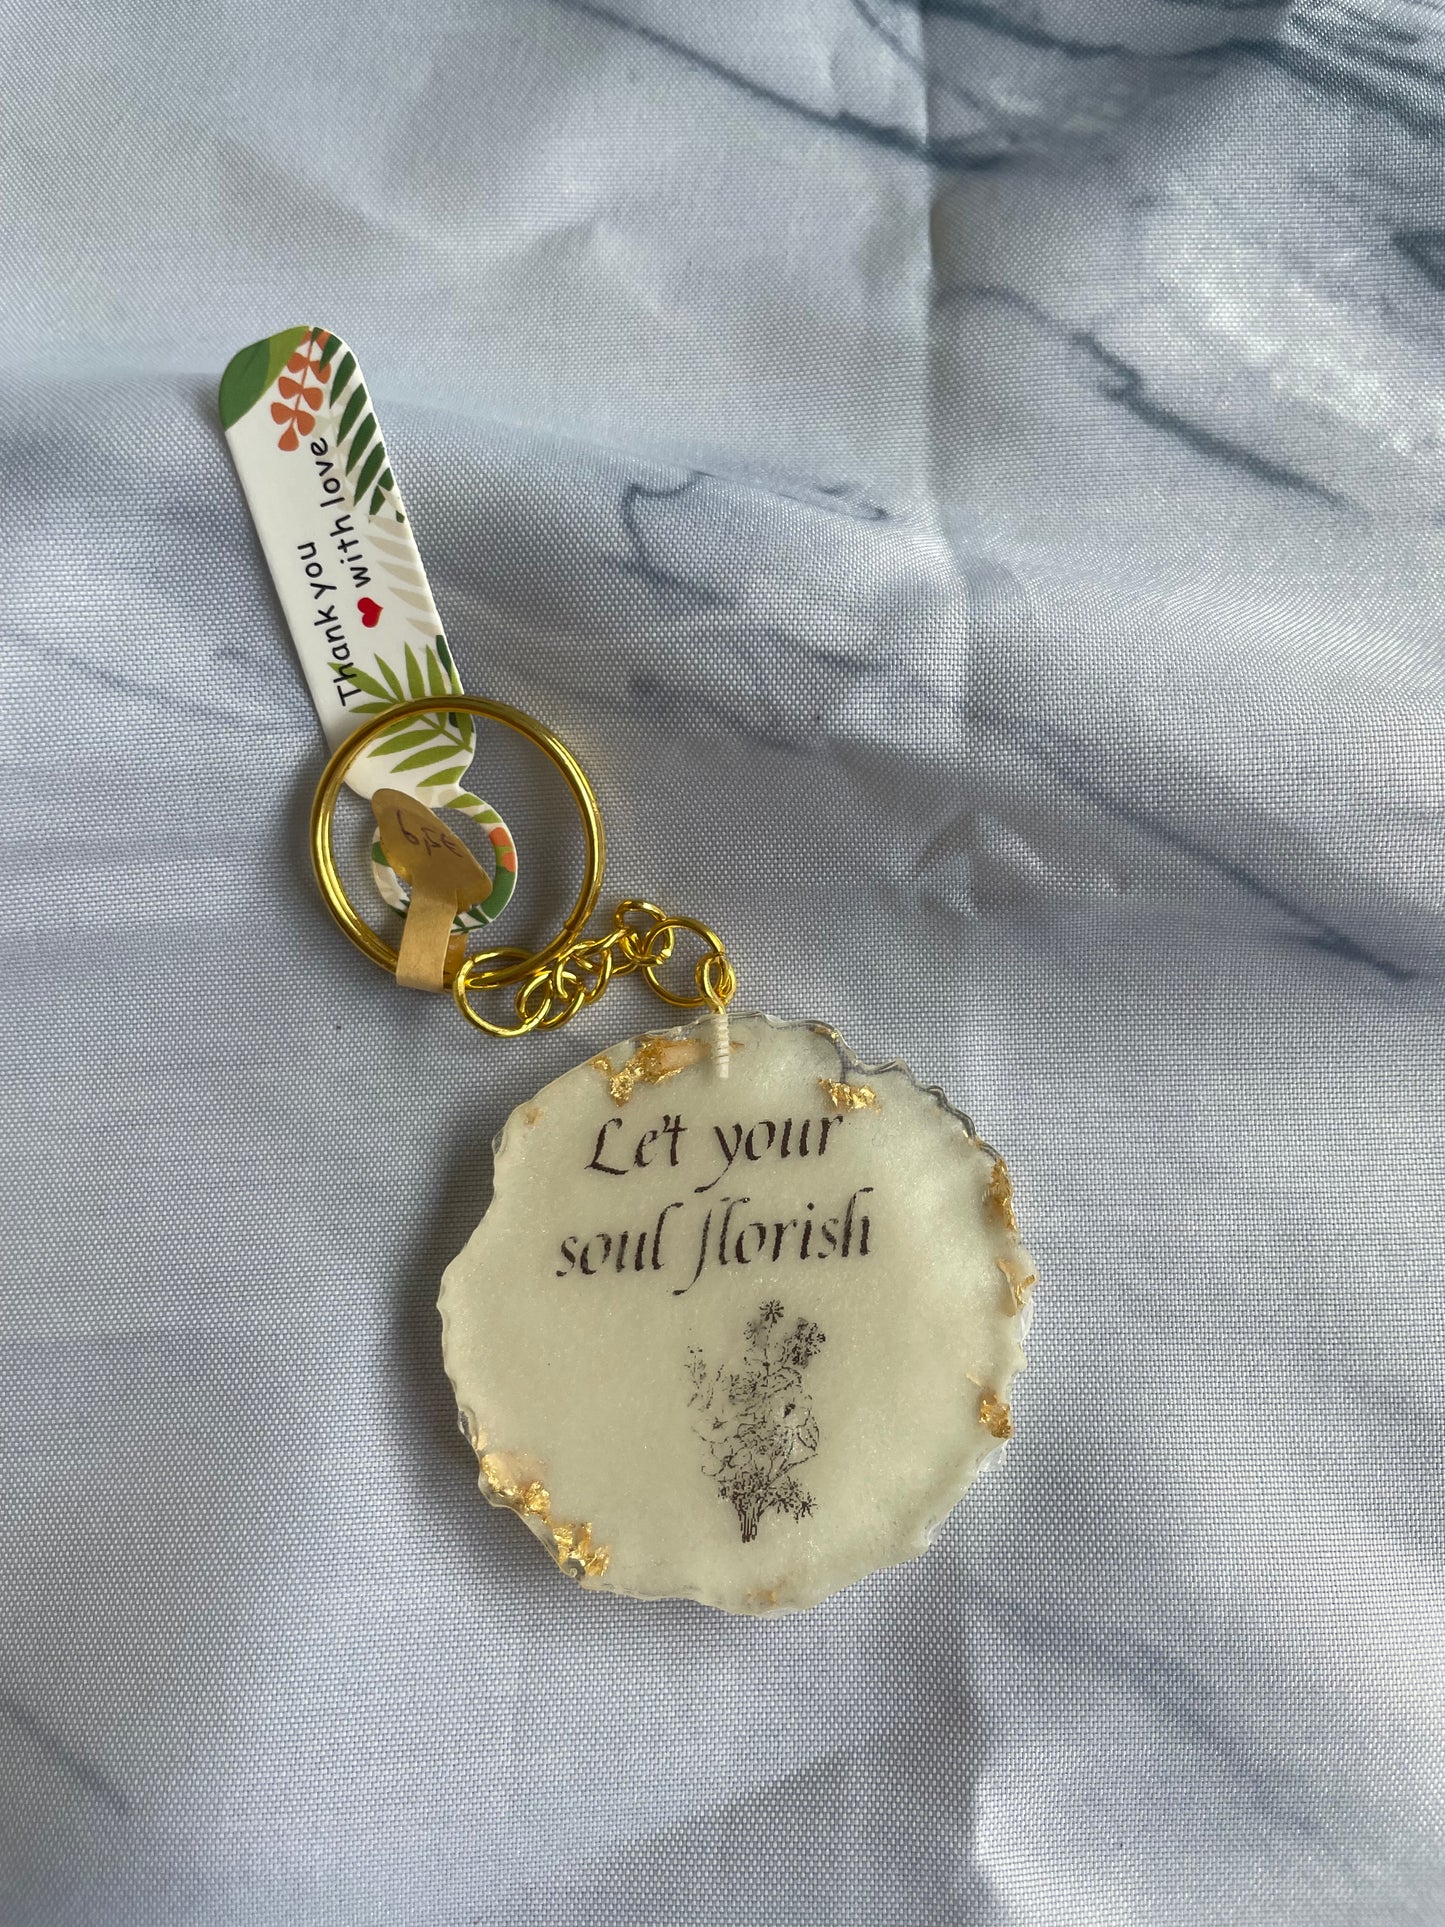 Thank you
❤ with love
Let your
soul florish